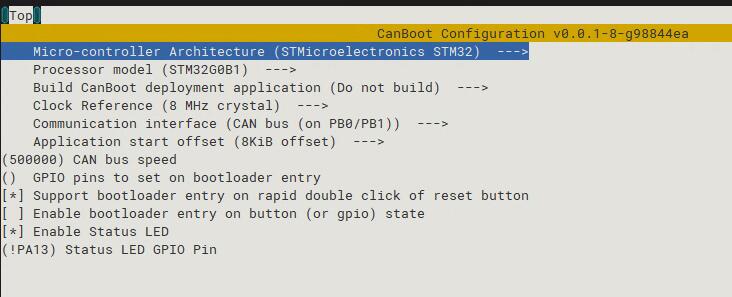 (Top)
CanBoot Configuration v0.0.1-8-g98844ea
Micro-controller Architecture (STMicroelectronics STM32)  --->
Processor model (STM32G0B1)  --->
Build CanBoot deployment application (Do not build)  --->
Clock Reference (8 MHz crystal)  --->
Communication interface (CAN bus (on PB0/PB1))  --->
Application start offset (8KiB offset)  --->
(500000) CAN bus speed
()  GPIO pins to set on bootloader entry
[*] Support bootloader entry on rapid double click of reset button
[ ] Enable bootloader entry on button (or gpio) state
[*] Enable Status LED
(!PA13) Status LED GPIO Pin